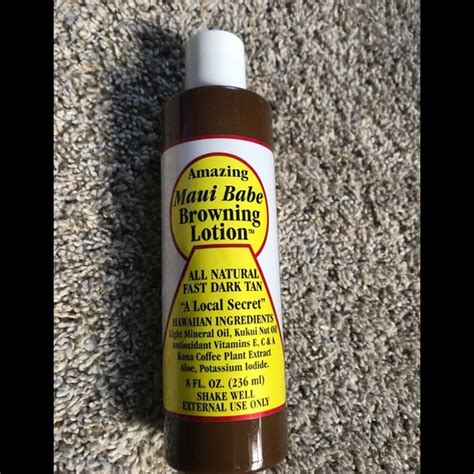 Amazing
Maui Babe
Browning
Lotion™
ALL NATURAL
FAST DARK TAN
"A Local Secret"
HAWAIIAN INGREDIENTS
Light Mineral Oil, Kukui Nut Oil
Antioxidant Vitamins E, C & A
Kona Coffee Plant Extract
Aloe, Potassium Iodide.
8 FL. OZ. (236 ml)
SHAKE WELL
EXTERNAL USE ONLY